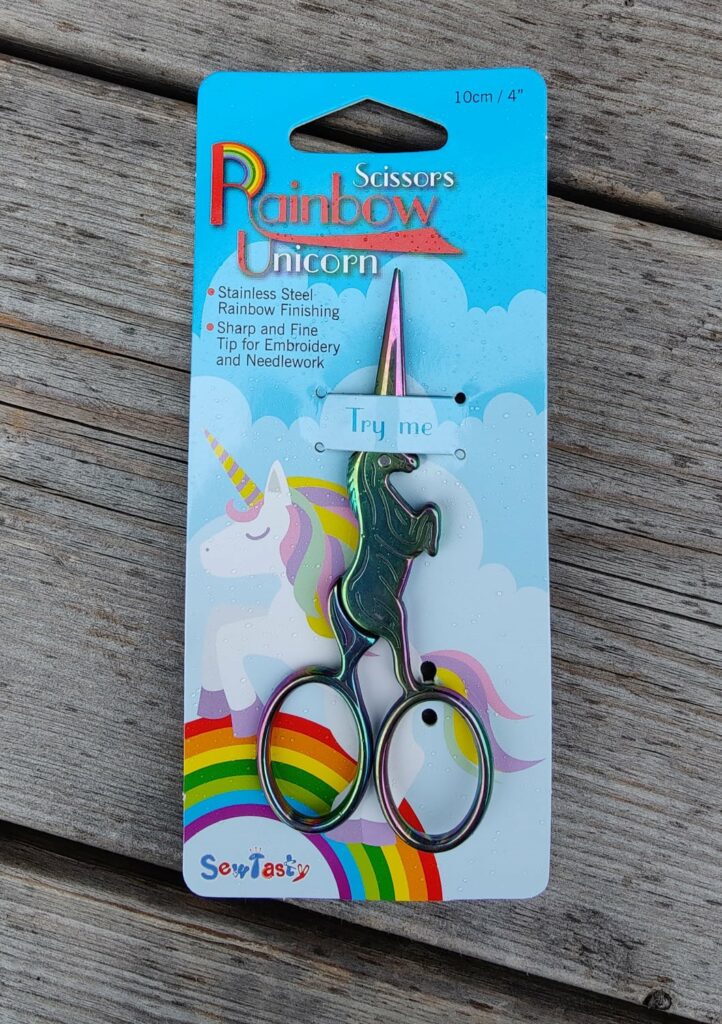 10cm / 4"
Scissors
Rainbow
Unicorn
• Stainless Steel
Rainbow Finishing
• Sharp and Fine
Tip for Embroidery
and Needlework
Try me
SewTasty